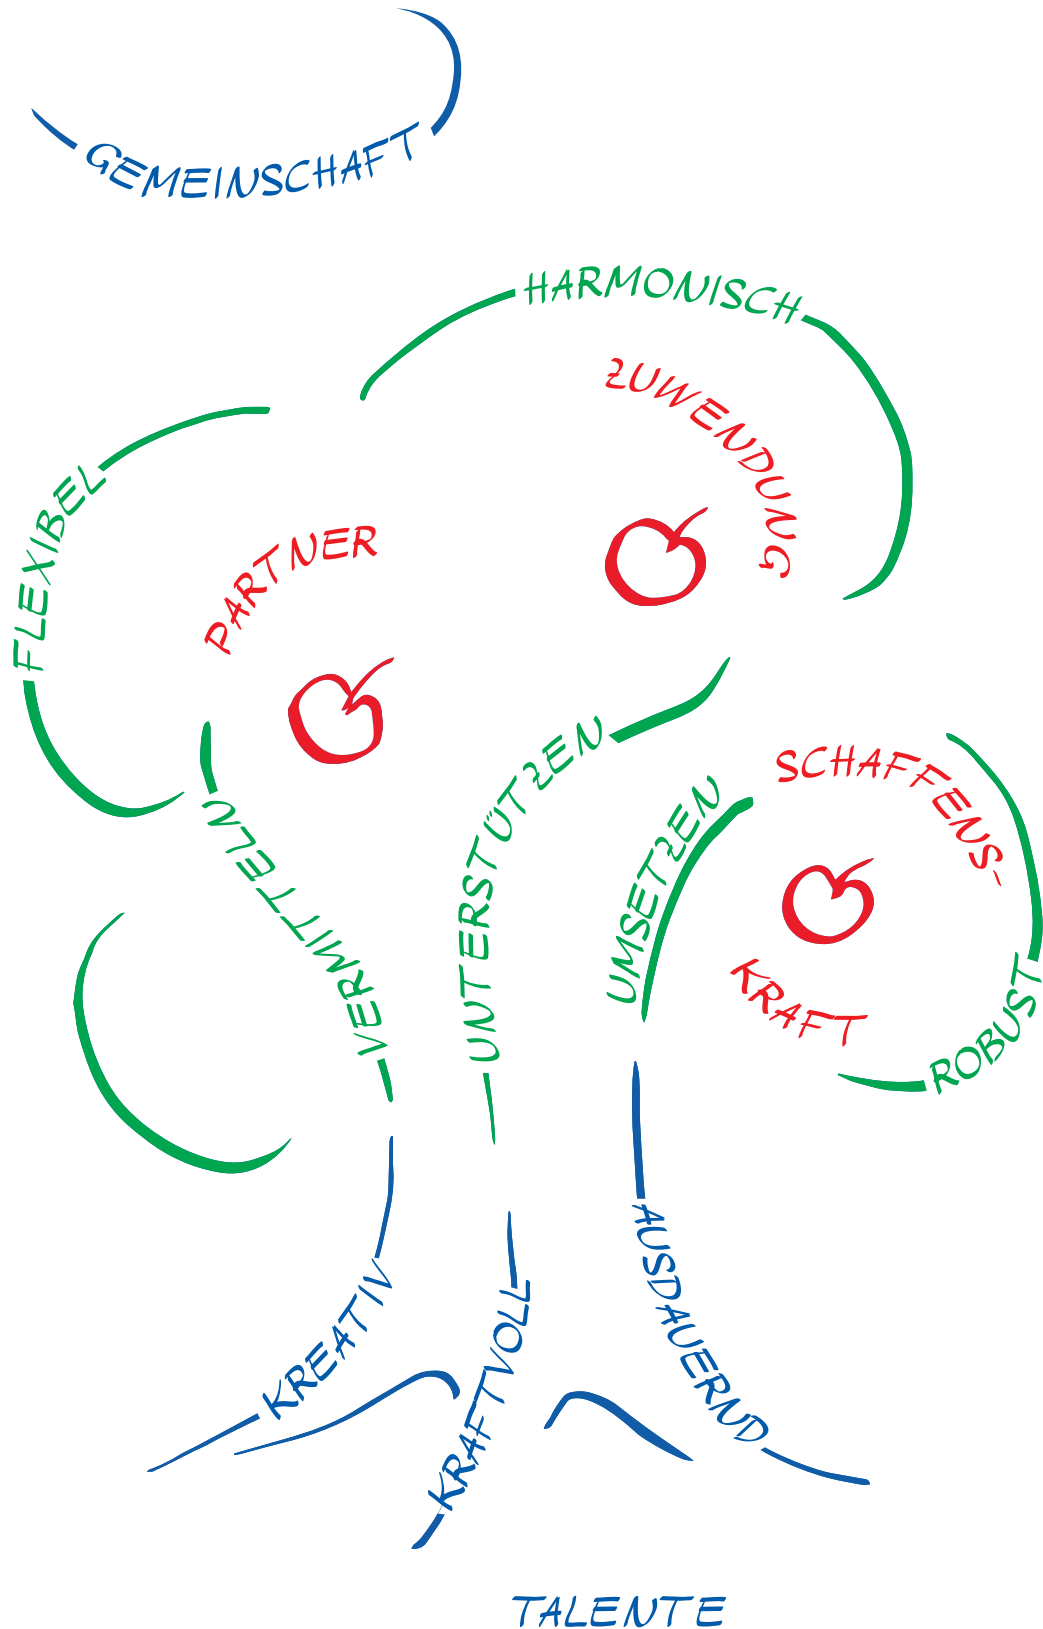 GEMEINSCHAFT
HARMONISCH
ZUWENDUNG
FLEXIBEL
PARTNER
VERMITTELN
UNTERSTÜTZEN
UMSETZEN
SCHAFFENS-
KRAFT
ROBUST
KREATIV
KRAFTVOLL
AUSDAUERND
TALENTE